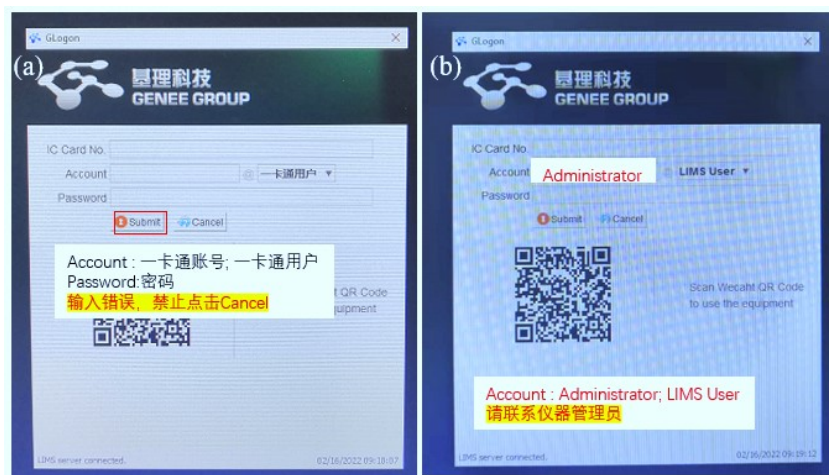 GLogon
(a)
基理科技
GENEE GROUP
IC Card No.
Account
@ 一卡通用户
Password
Submit
Cancel
Account : 一卡通账号; 一卡通用户
Password:密码
输入错误，禁止点击Cancel
QR Code
LIMS server connected.
02/16/2022 09:18:07
GLogon
(b)
基理科技
GENEE GROUP
IC Card No.
Account
Administrator
LIMS User
Password
Submit
Cancel
Scan Wecaht QR Code
to use the equipment
Account : Administrator; LIMS User
请联系仪器管理员
LIMS server connected.
02/16/2022 09:19:12